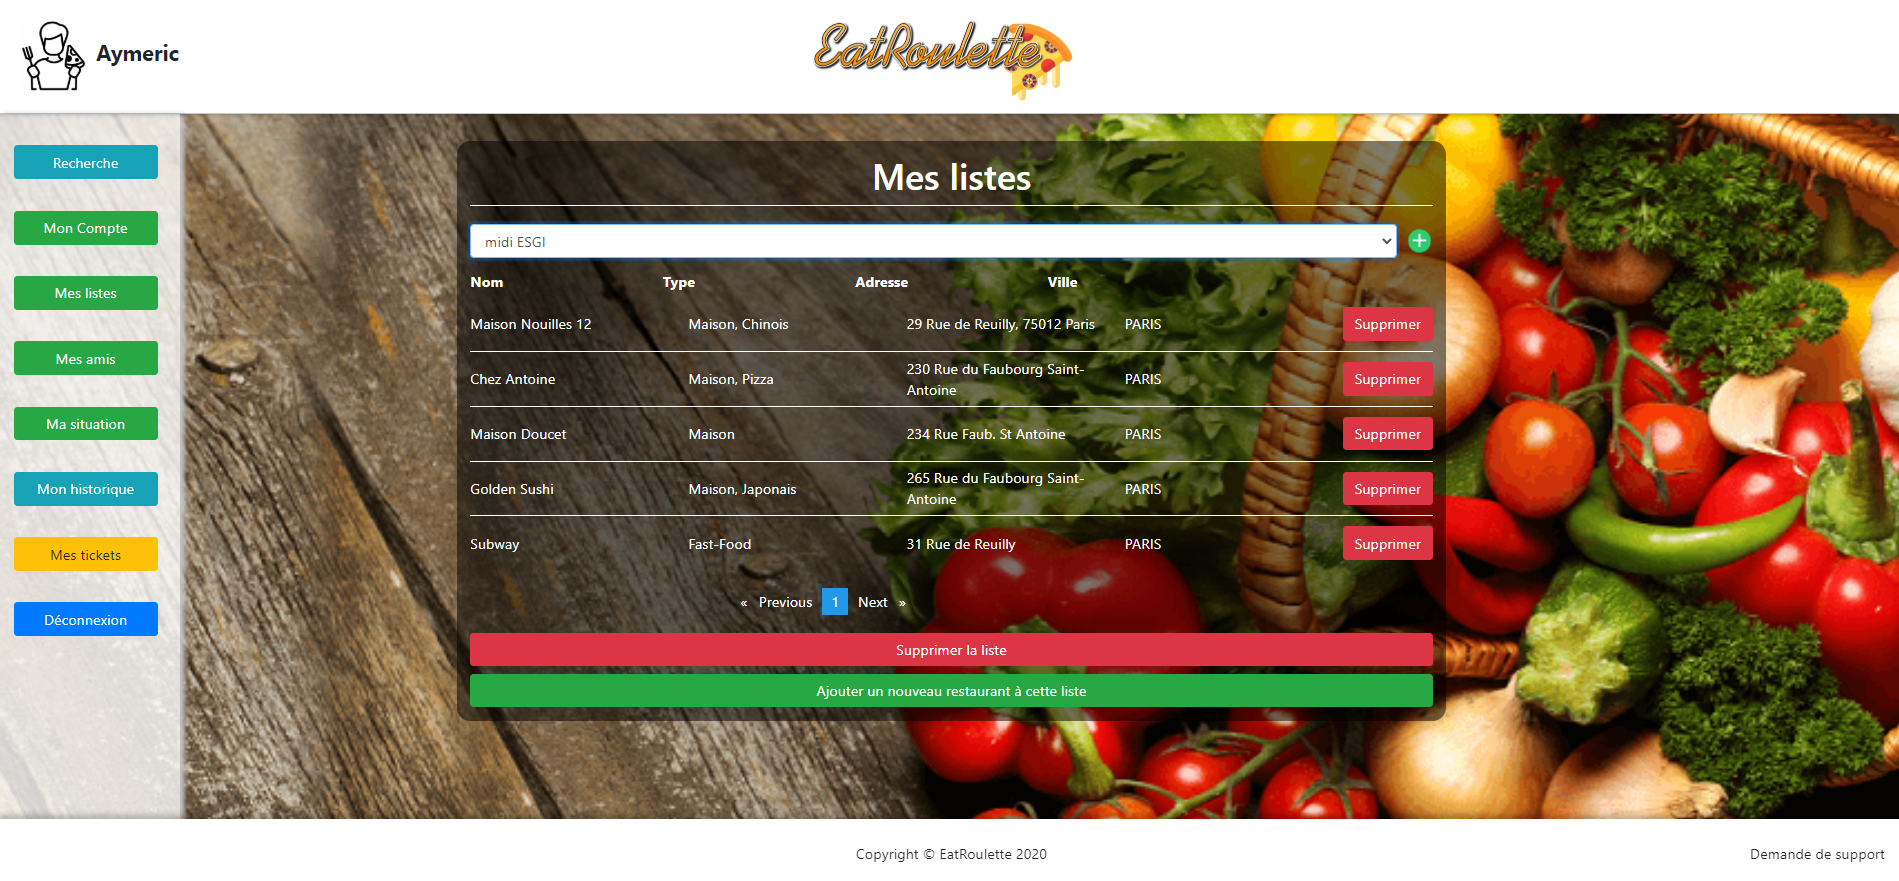 Aymeric
EatRoulette
Recherche
Mon Compte
Mes listes
Mes amis
Ma situation
Mon historique
Mes tickets
Déconnexion
Mes listes
midi ESGI
Nom Type Adresse Ville
Maison Nouilles 12 Maison, Chinois 29 Rue de Reuilly, 75012 Paris PARIS Supprimer
Chez Antoine Maison, Pizza 230 Rue du Faubourg Saint-
Antoine PARIS Supprimer
Maison Doucet Maison 234 Rue Faub. St Antoine PARIS Supprimer
Golden Sushi Maison, Japonais 265 Rue du Faubourg Saint-
Antoine PARIS Supprimer
Subway Fast-Food 31 Rue de Reuilly PARIS Supprimer
« Previous 1 Next »
Supprimer la liste
Ajouter un nouveau restaurant à cette liste
Copyright © EatRoulette 2020
Demande de support